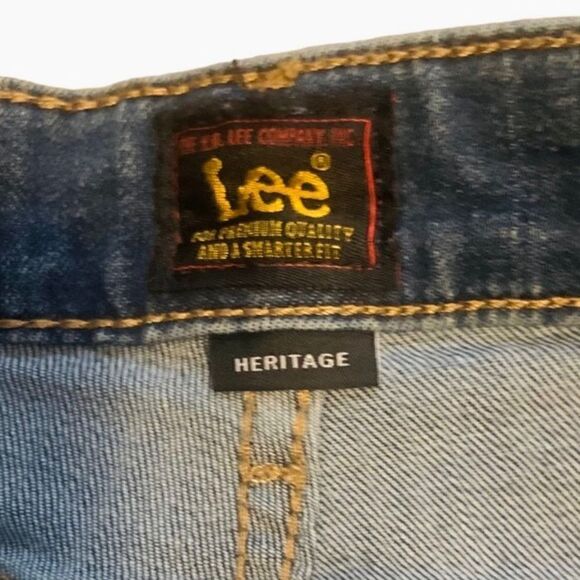 THE H.D. LEE COMPANY, INC
Lee®
FOR PREMIUM QUALITY
AND A SMARTER FIT
HERITAGE